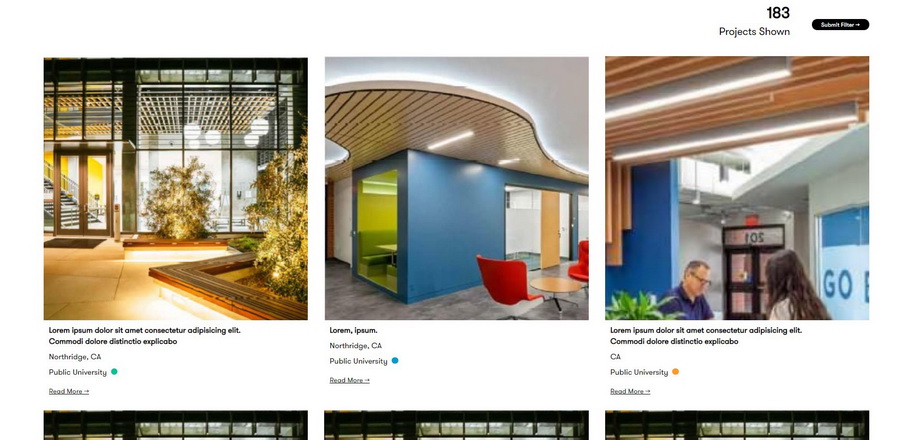 183
Projects Shown
Submit Filter →
Lorem ipsum dolor sit amet consectetur adipisicing elit.
Commodi dolore distinctio explicabo
Northridge, CA
Public University
Read More →
Lorem, ipsum.
Northridge, CA
Public University
Read More →
GO
Lorem ipsum dolor sit amet consectetur adipisicing elit.
Commodi dolore distinctio explicabo
CA
Public University
Read More →